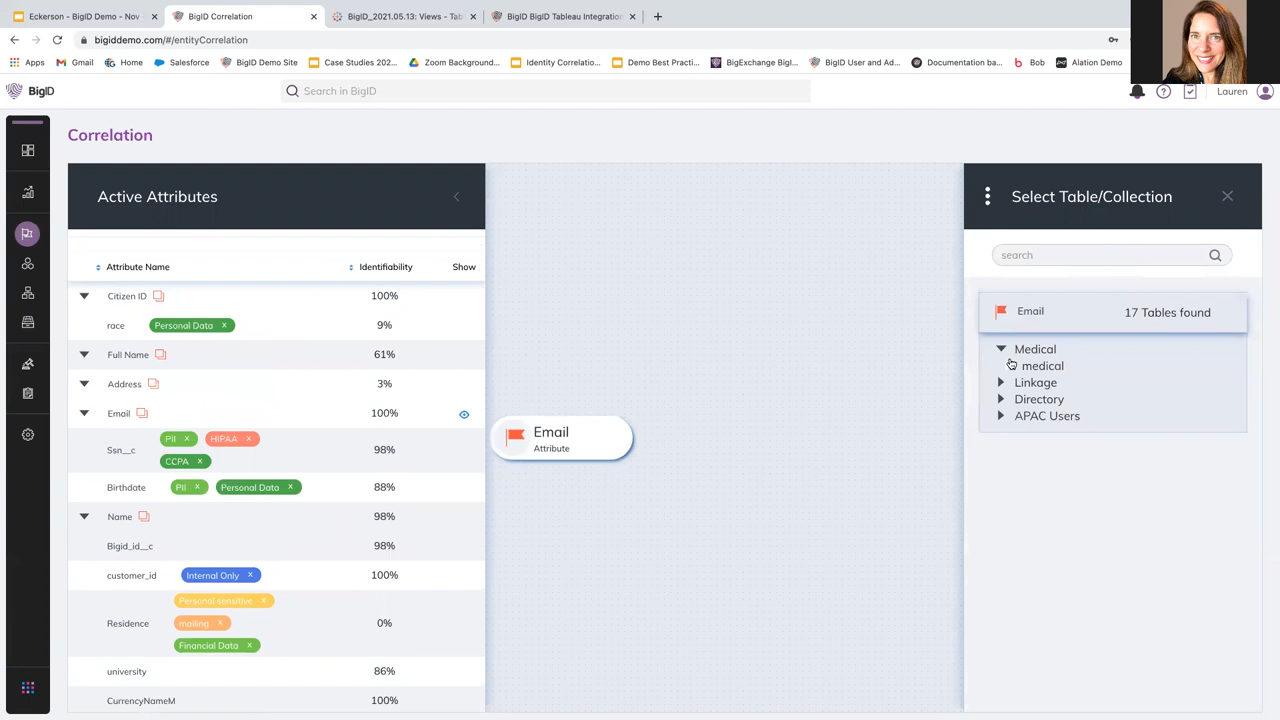 Eckerson - BigID Demo - Nov
BigID Correlation
BigID_2021.05.13: Views - Tab
BigID BigID Tableau Integration
bigiddemo.com/#/entityCorrelation
Apps Gmail Home Salesforce BigID Demo Site Case Studies 202... Zoom Background... Identity Correlatio... Demo Best Practi... BigExchange BigI... BigID User and Ad... Documentation ba... Bob Alation Demo
BigID
Search in BigID
Lauren
Correlation
Active Attributes
Attribute Name Identifiability Show
Citizen ID 100%
race Personal Data x 9%
Full Name 61%
Address 3%
Email 100%
Ssn__c PII x HIPAA x CCPA x 98%
Birthdate PII x Personal Data x 88%
Name 98%
Bigid_id__c 98%
customer_id Internal Only x 100%
Residence Personal sensitive x mailing x Financial Data x 0%
university 86%
CurrencyNameM 100%
Email
Attribute
Select Table/Collection
search
Email 17 Tables found
Medical
medical
Linkage
Directory
APAC Users